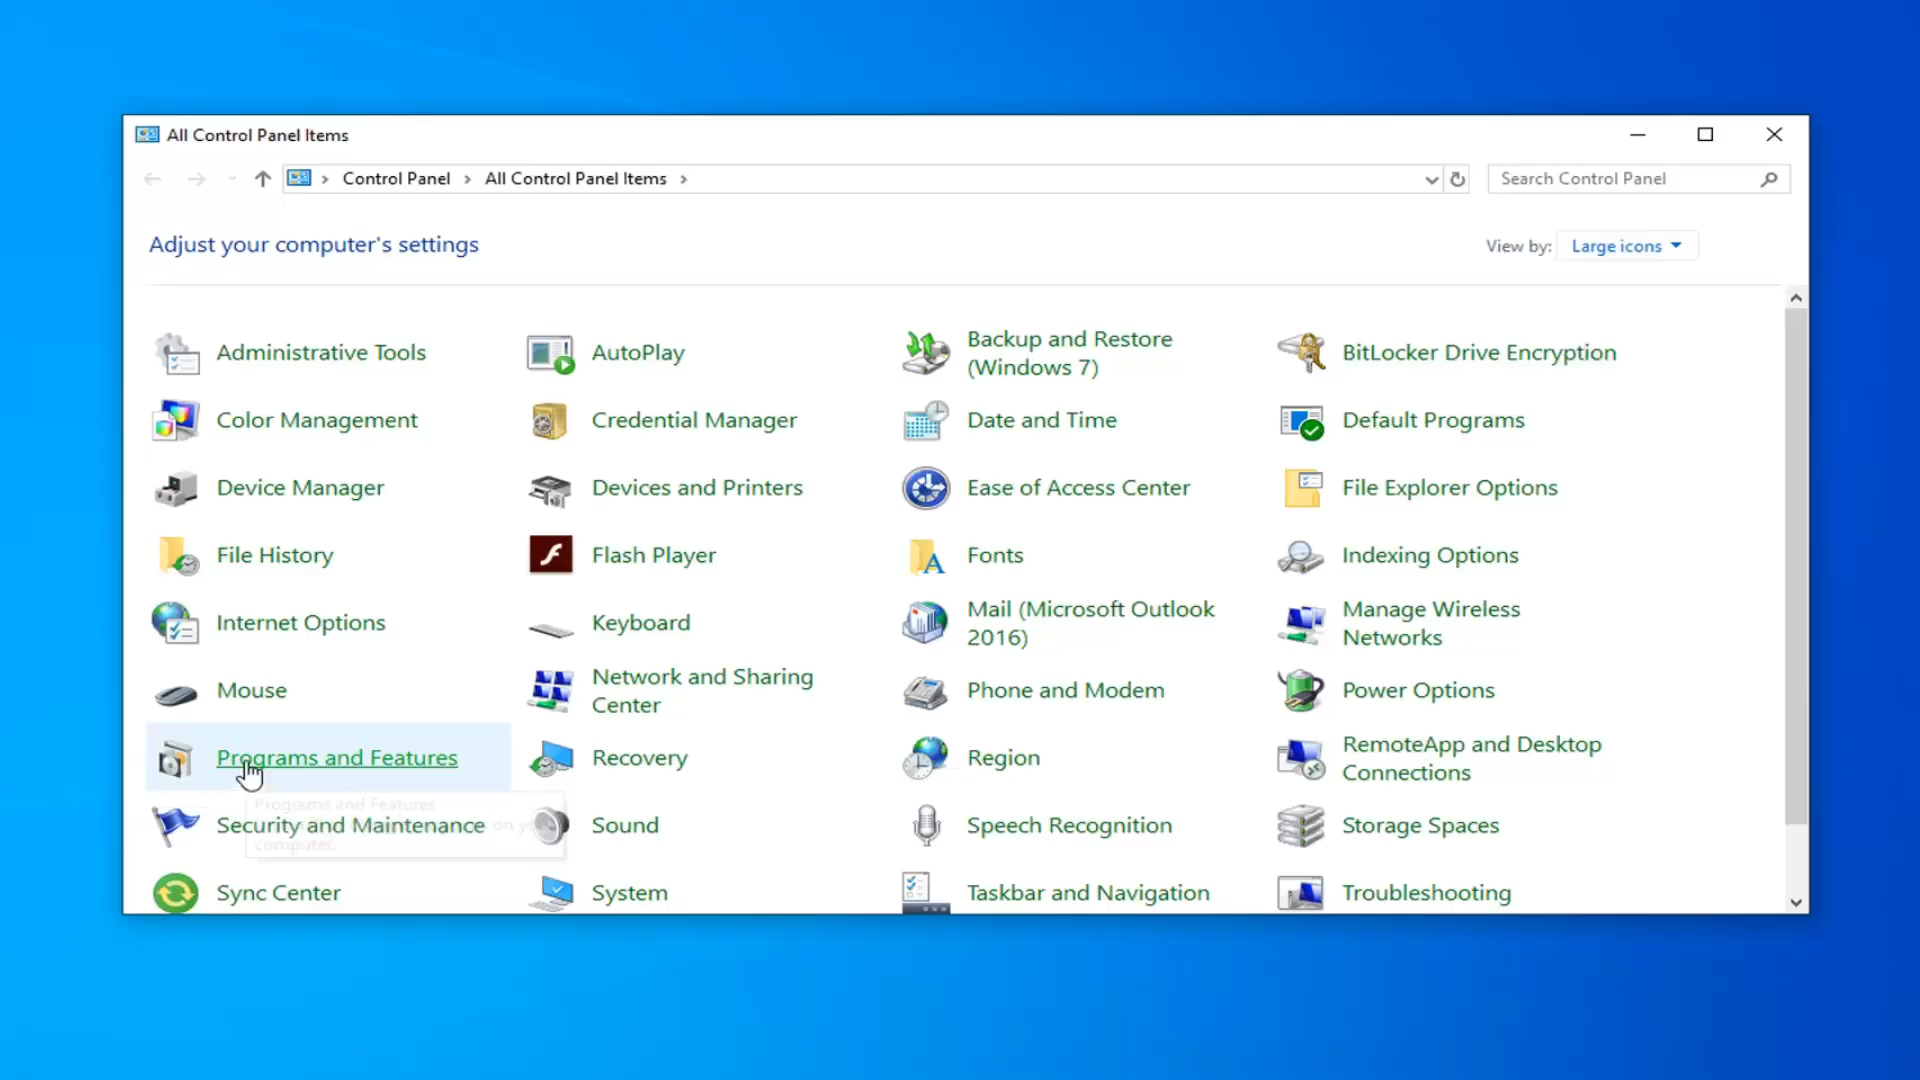 All Control Panel Items
Control Panel All Control Panel Items
Search Control Panel
Adjust your computer's settings
View by: Large icons
Administrative Tools
AutoPlay
Backup and Restore
(Windows 7)
BitLocker Drive Encryption
Color Management
Credential Manager
Date and Time
Default Programs
Device Manager
Devices and Printers
Ease of Access Center
File Explorer Options
File History
Flash Player
Fonts
Indexing Options
Internet Options
Keyboard
Mail (Microsoft Outlook
2016)
Manage Wireless
Networks
Mouse
Network and Sharing
Center
Phone and Modem
Power Options
Programs and Features
Recovery
Region
RemoteApp and Desktop
Connections
Programs and Features
on
computer.
Security and Maintenance
Sound
Speech Recognition
Storage Spaces
Sync Center
System
Taskbar and Navigation
Troubleshooting